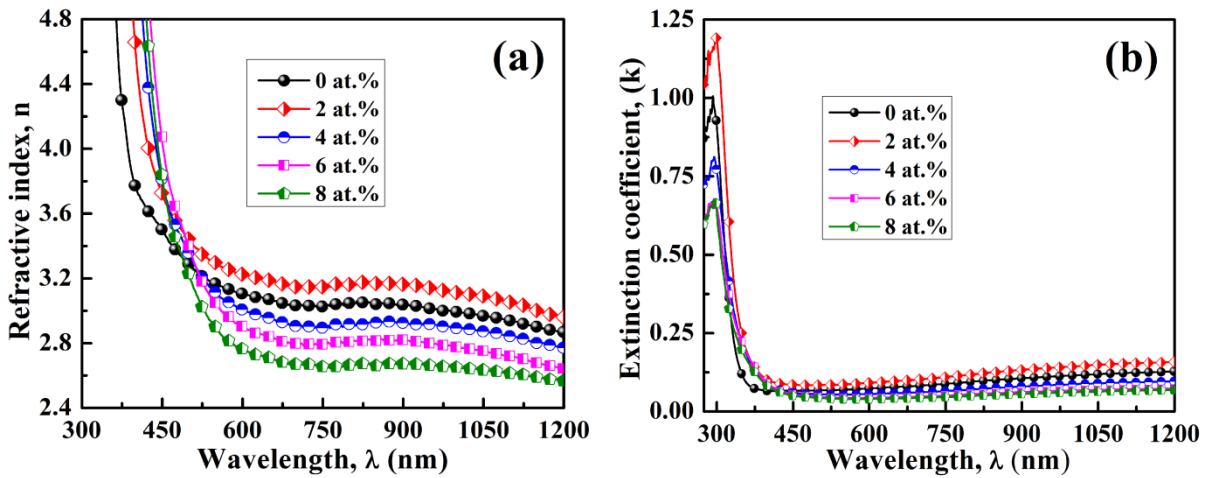 (a)
Refractive index, n
4.8
4.4
4.0
3.6
3.2
2.8
2.4
0 at.%
2 at.%
4 at.%
6 at.%
8 at.%
300 450 600 750 900 1050 1200
Wavelength, λ (nm)
(b)
Extinction coefficient, (k)
1.25
1.00
0.75
0.50
0.25
0.00
0 at.%
2 at.%
4 at.%
6 at.%
8 at.%
300 450 600 750 900 1050 1200
Wavelength, λ (nm)